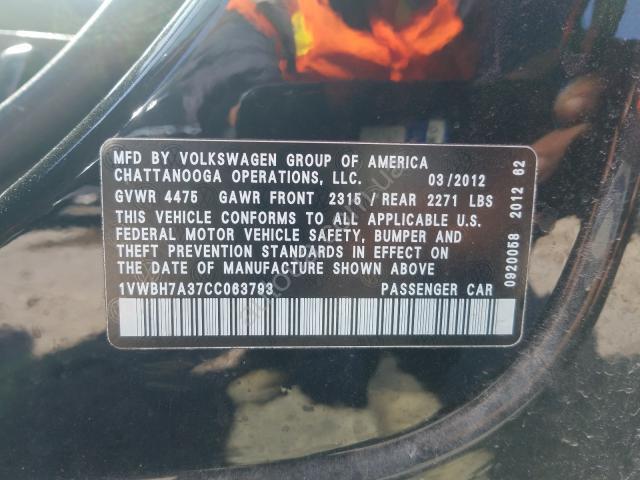 MFD BY VOLKSWAGEN GROUP OF AMERICA
CHATTANOOGA OPERATIONS, LLC. 03/2012
GVWR 4475 GAWR FRONT 2315 / REAR 2271 LBS
THIS VEHICLE CONFORMS TO ALL APPLICABLE U.S.
FEDERAL MOTOR VEHICLE SAFETY, BUMPER AND
THEFT PREVENTION STANDARDS IN EFFECT ON
THE DATE OF MANUFACTURE SHOWN ABOVE
1VWBH7A37CC063793 PASSENGER CAR
0920058 2012 62